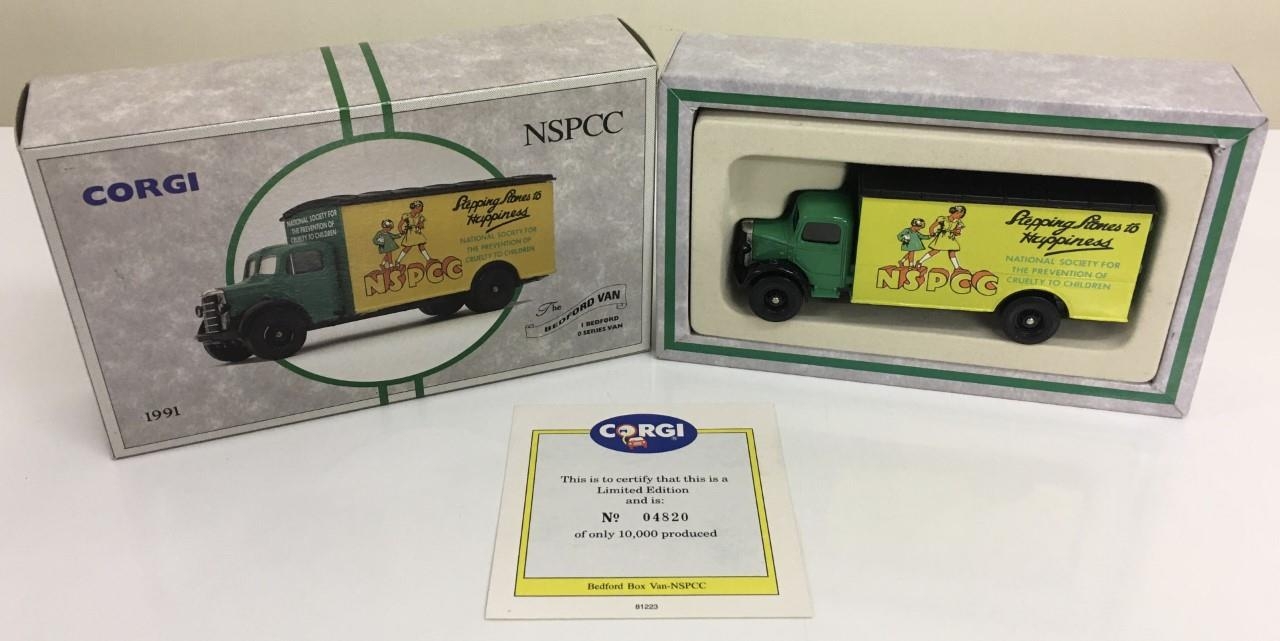 NSPCC
CORGI
NATIONAL SOCIETY FOR
THE PREVENTION OF
CRUELTY TO CHILDREN
Stepping Stones to
Happiness
NATIONAL SOCIETY FOR
THE PREVENTION OF
CRUELTY TO CHILDREN
NSPCC
The
BEDFORD VAN
1 BEDFORD
O SERIES VAN
1991
Stepping Stones to
Happiness
NATIONAL SOCIETY FOR
THE PREVENTION OF
CRUELTY TO CHILDREN
NSPCC
CORGI
This is to certify that this is a
Limited Edition
and is:
Nº 04820
of only 10,000 produced
Bedford Box Van-NSPCC
81223